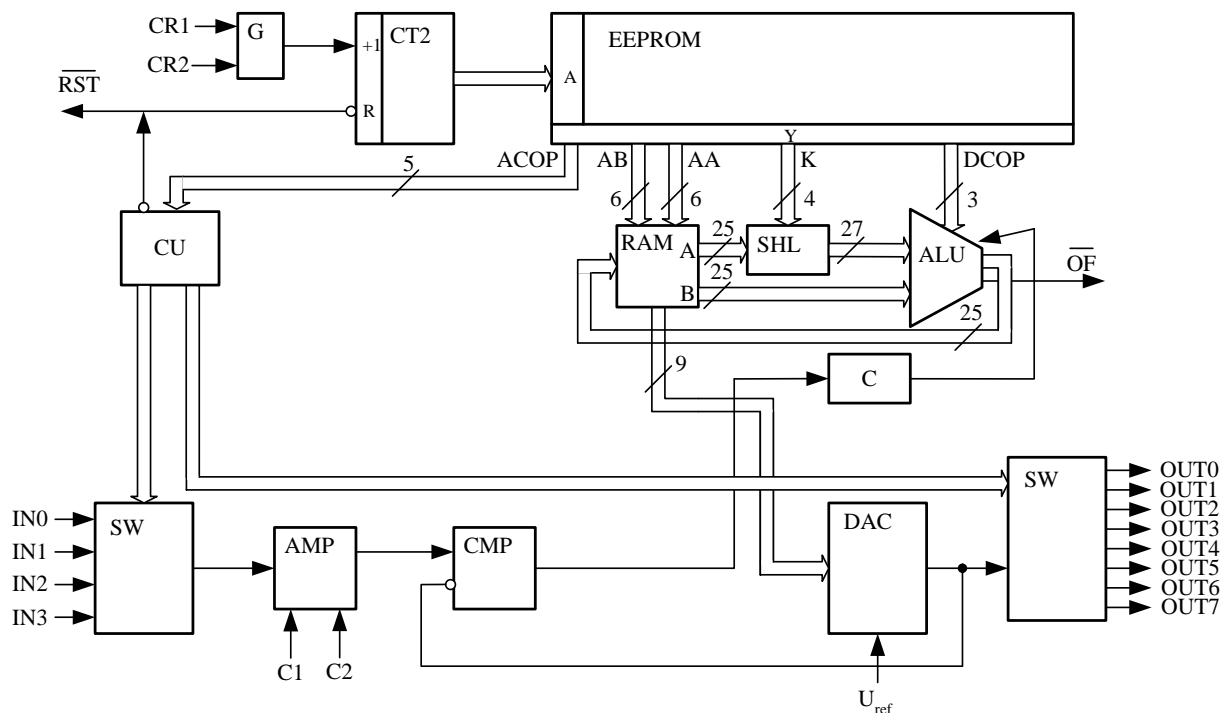 CR1
G
CT2
EEPROM
+1
CR2
RST
A
R
Y
5
ACOP
AB
AA
K
DCOP
6
6
4
3
CU
RAM
A
25
SHL
27
ALU
OF
B
25
25
9
C
SW
OUT0
OUT1
OUT2
OUT3
OUT4
OUT5
OUT6
OUT7
SW
IN0
IN1
IN2
IN3
AMP
CMP
DAC
C1
C2
Uref